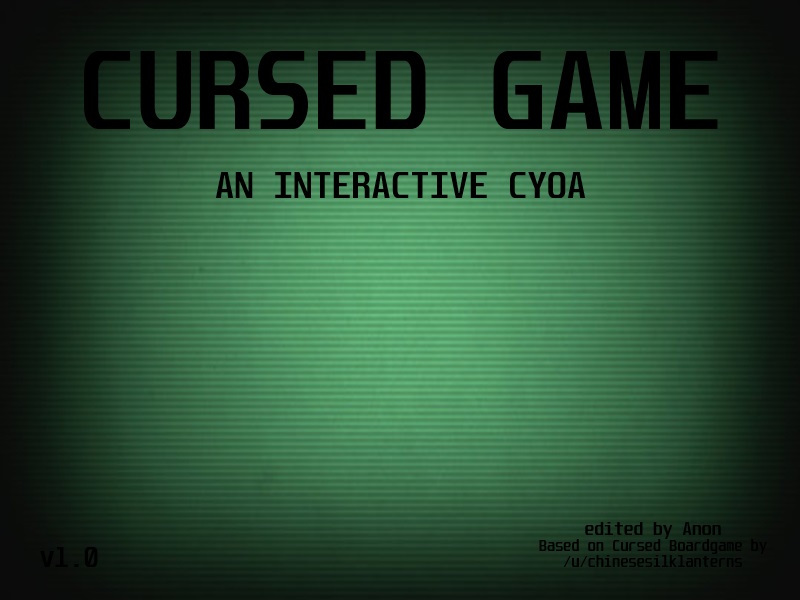 CURSED GAME
AN INTERACTIVE CYOA
edited by Anon
Based on Cursed Boardgame by
/u/chinesesilklanterns
v1.0